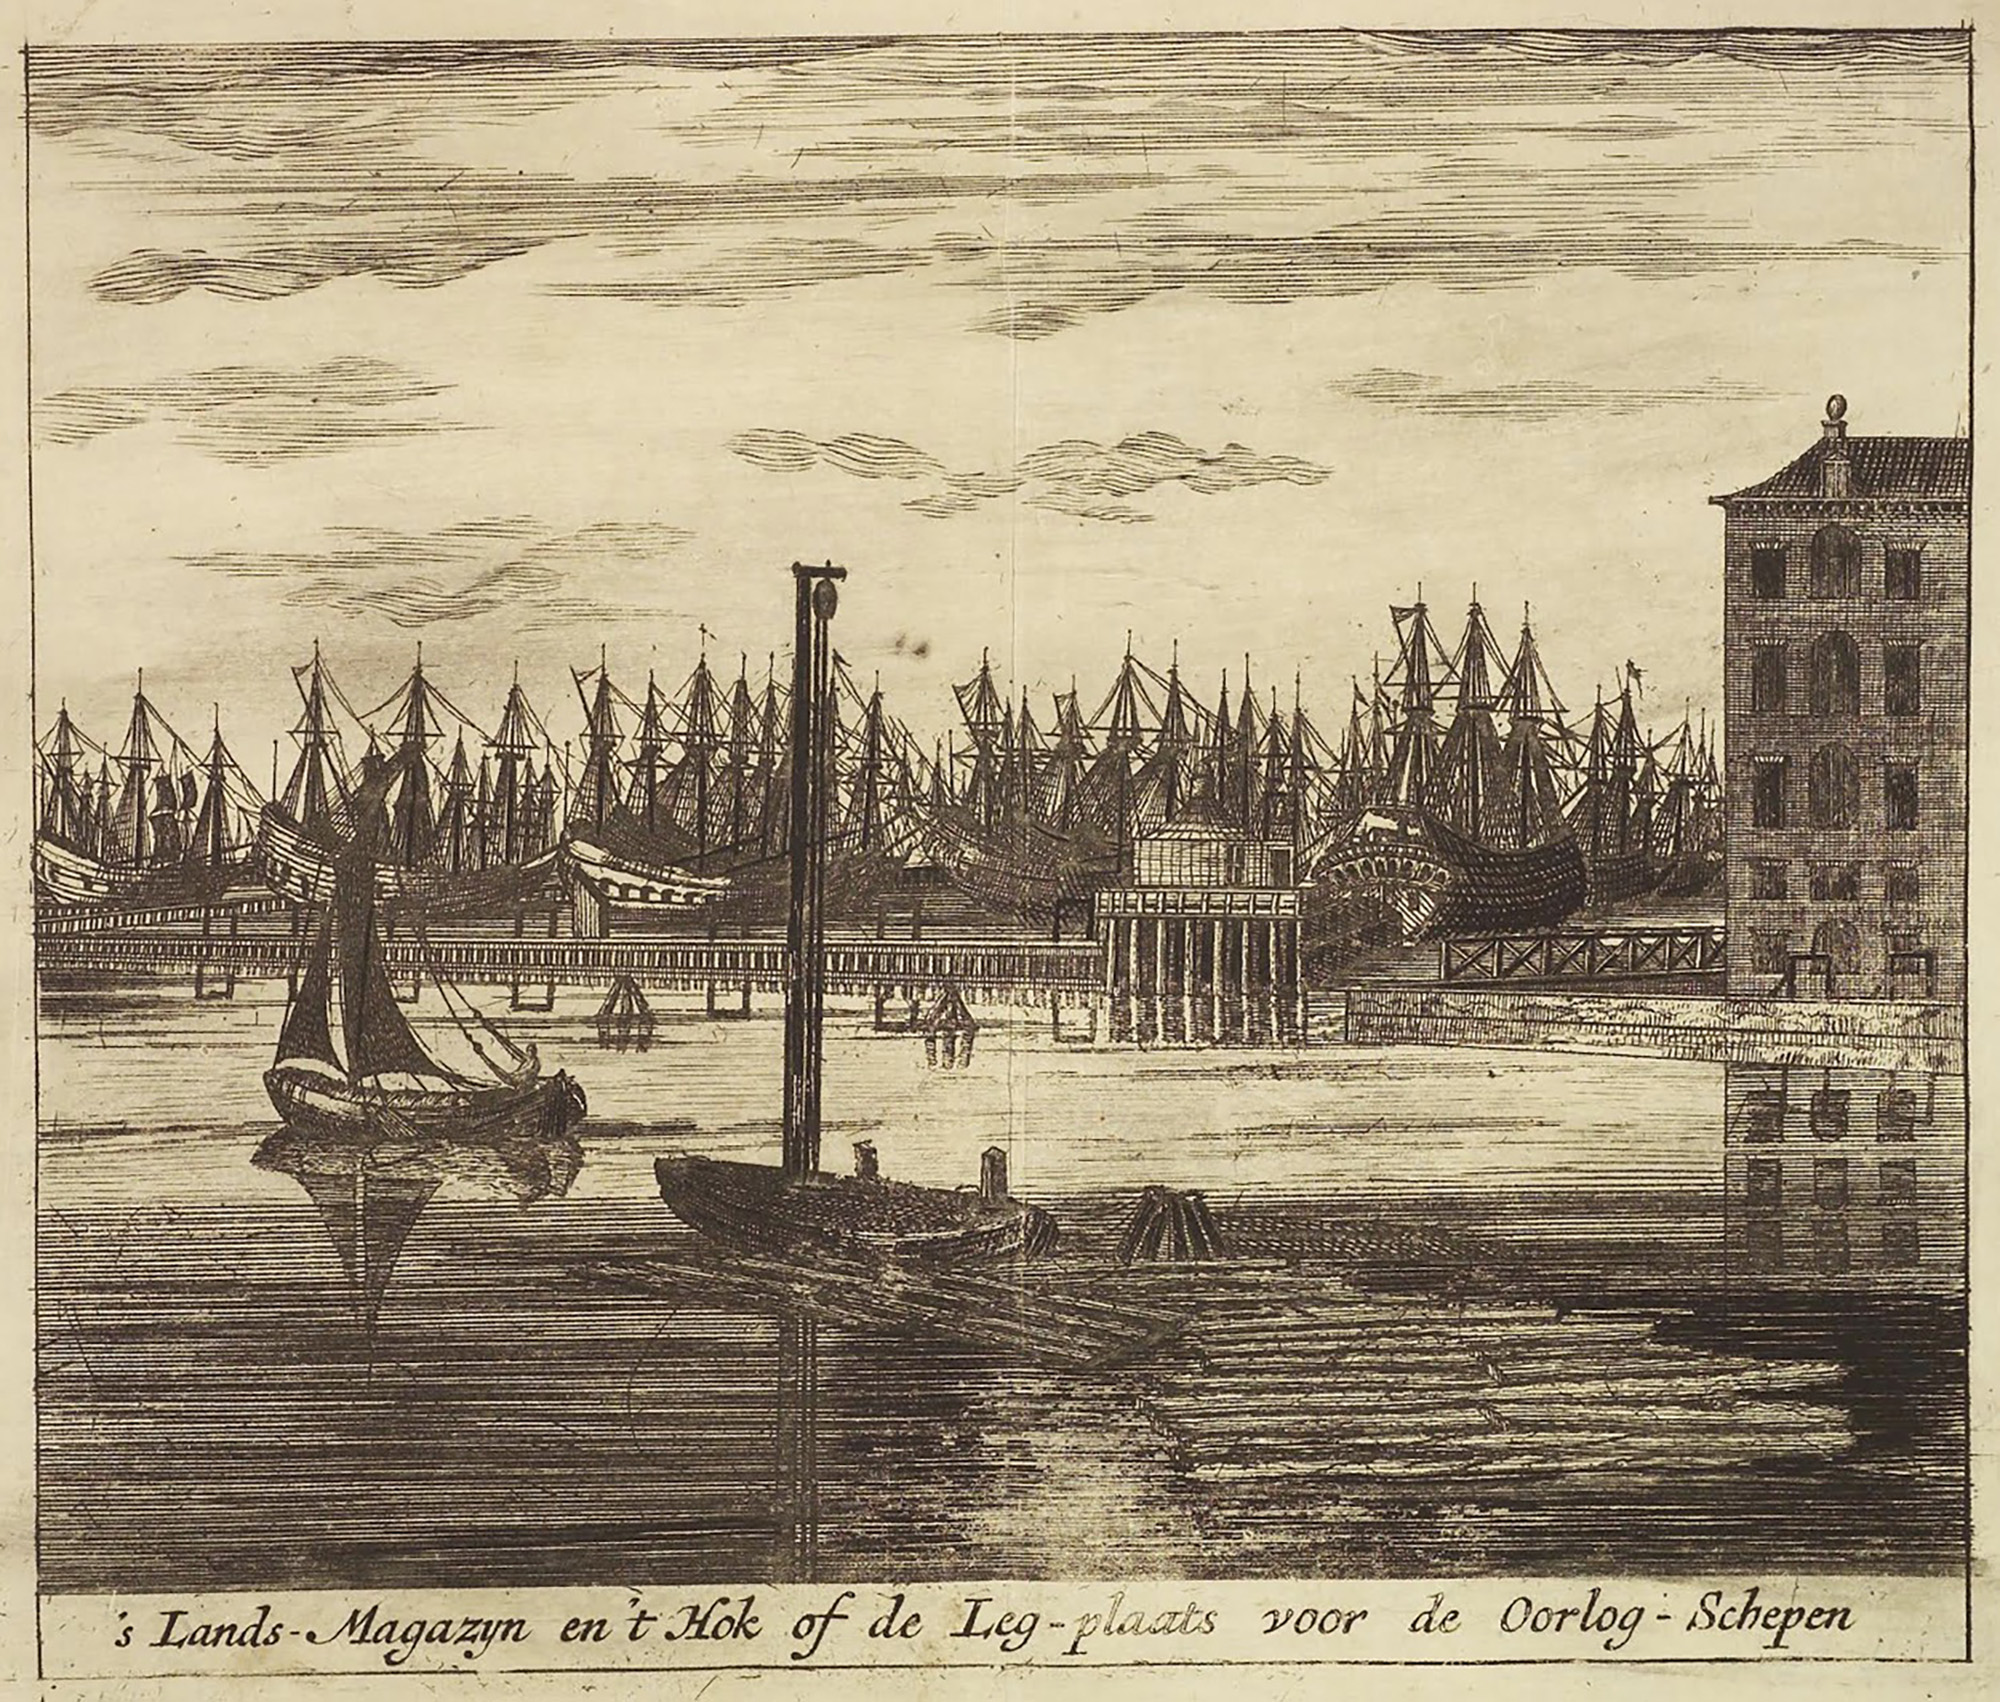 's Lands-Magazyn en 't Hok of de Leg-plaats voor de Oorlog-Schepen